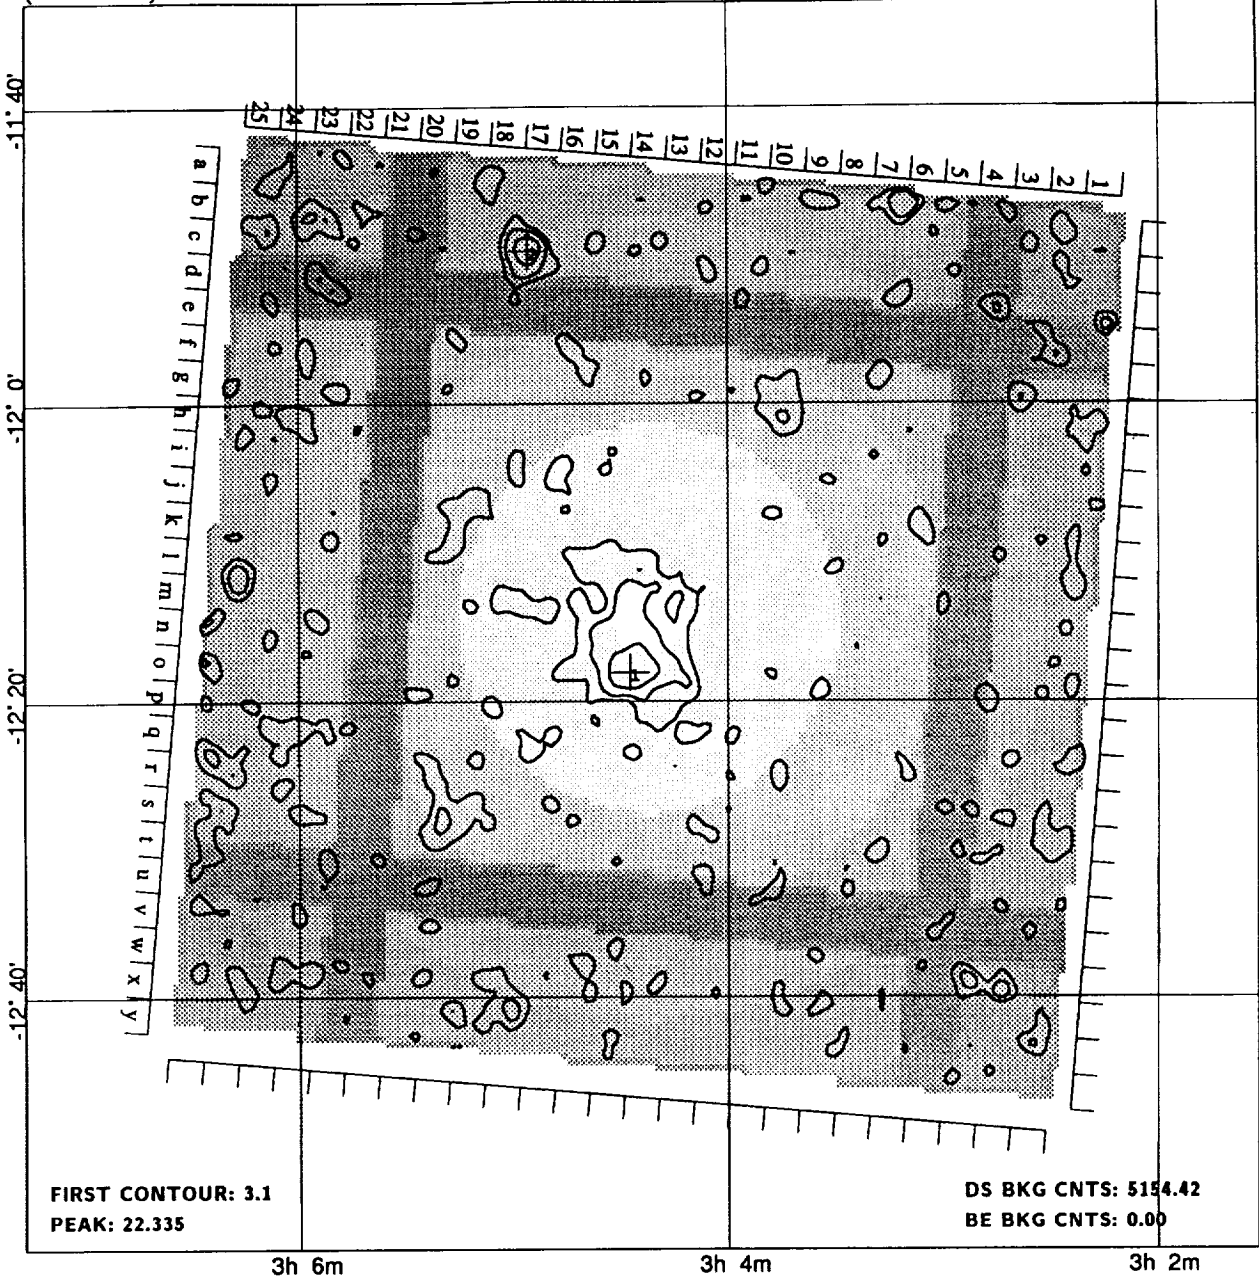 -11° 40'
25 24 23 22 21 20 19 18 17 16 15 14 13 12 11 10 9 8 7 6 5 4 3 2 1
a b c d e f g h i j k l m n o p q r s t u v w x y
-12° 0'
-12° 20'
-12° 40'
1
FIRST CONTOUR: 3.1
PEAK: 22.335
DS BKG CNTS: 5154.42
BE BKG CNTS: 0.00
3h 6m 3h 4m 3h 2m